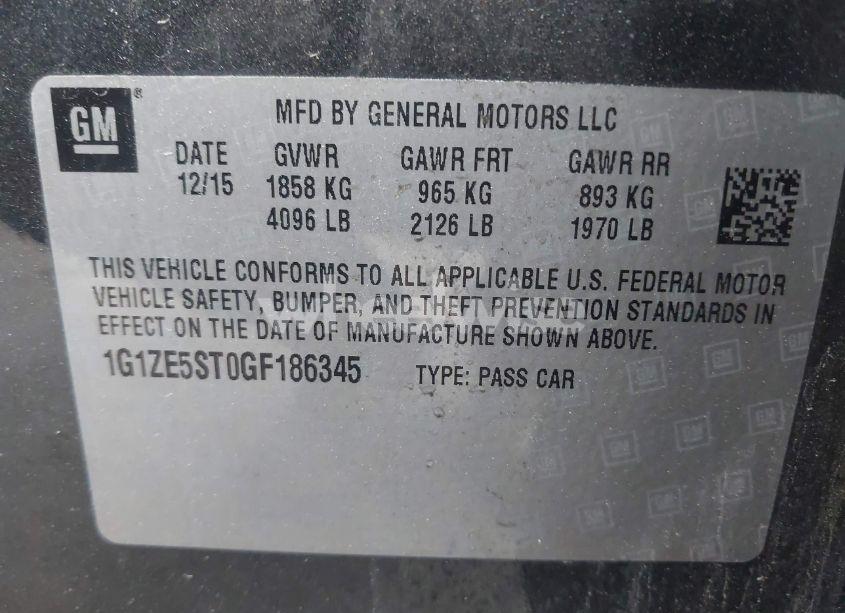 GM
MFD BY GENERAL MOTORS LLC
DATE GVWR GAWR FRT GAWR RR
12/15 1858 KG 965 KG 893 KG
4096 LB 2126 LB 1970 LB
THIS VEHICLE CONFORMS TO ALL APPLICABLE U.S. FEDERAL MOTOR
VEHICLE SAFETY, BUMPER, AND THEFT PREVENTION STANDARDS IN
EFFECT ON THE DATE OF MANUFACTURE SHOWN ABOVE.
1G1ZE5ST0GF186345 TYPE: PASS CAR